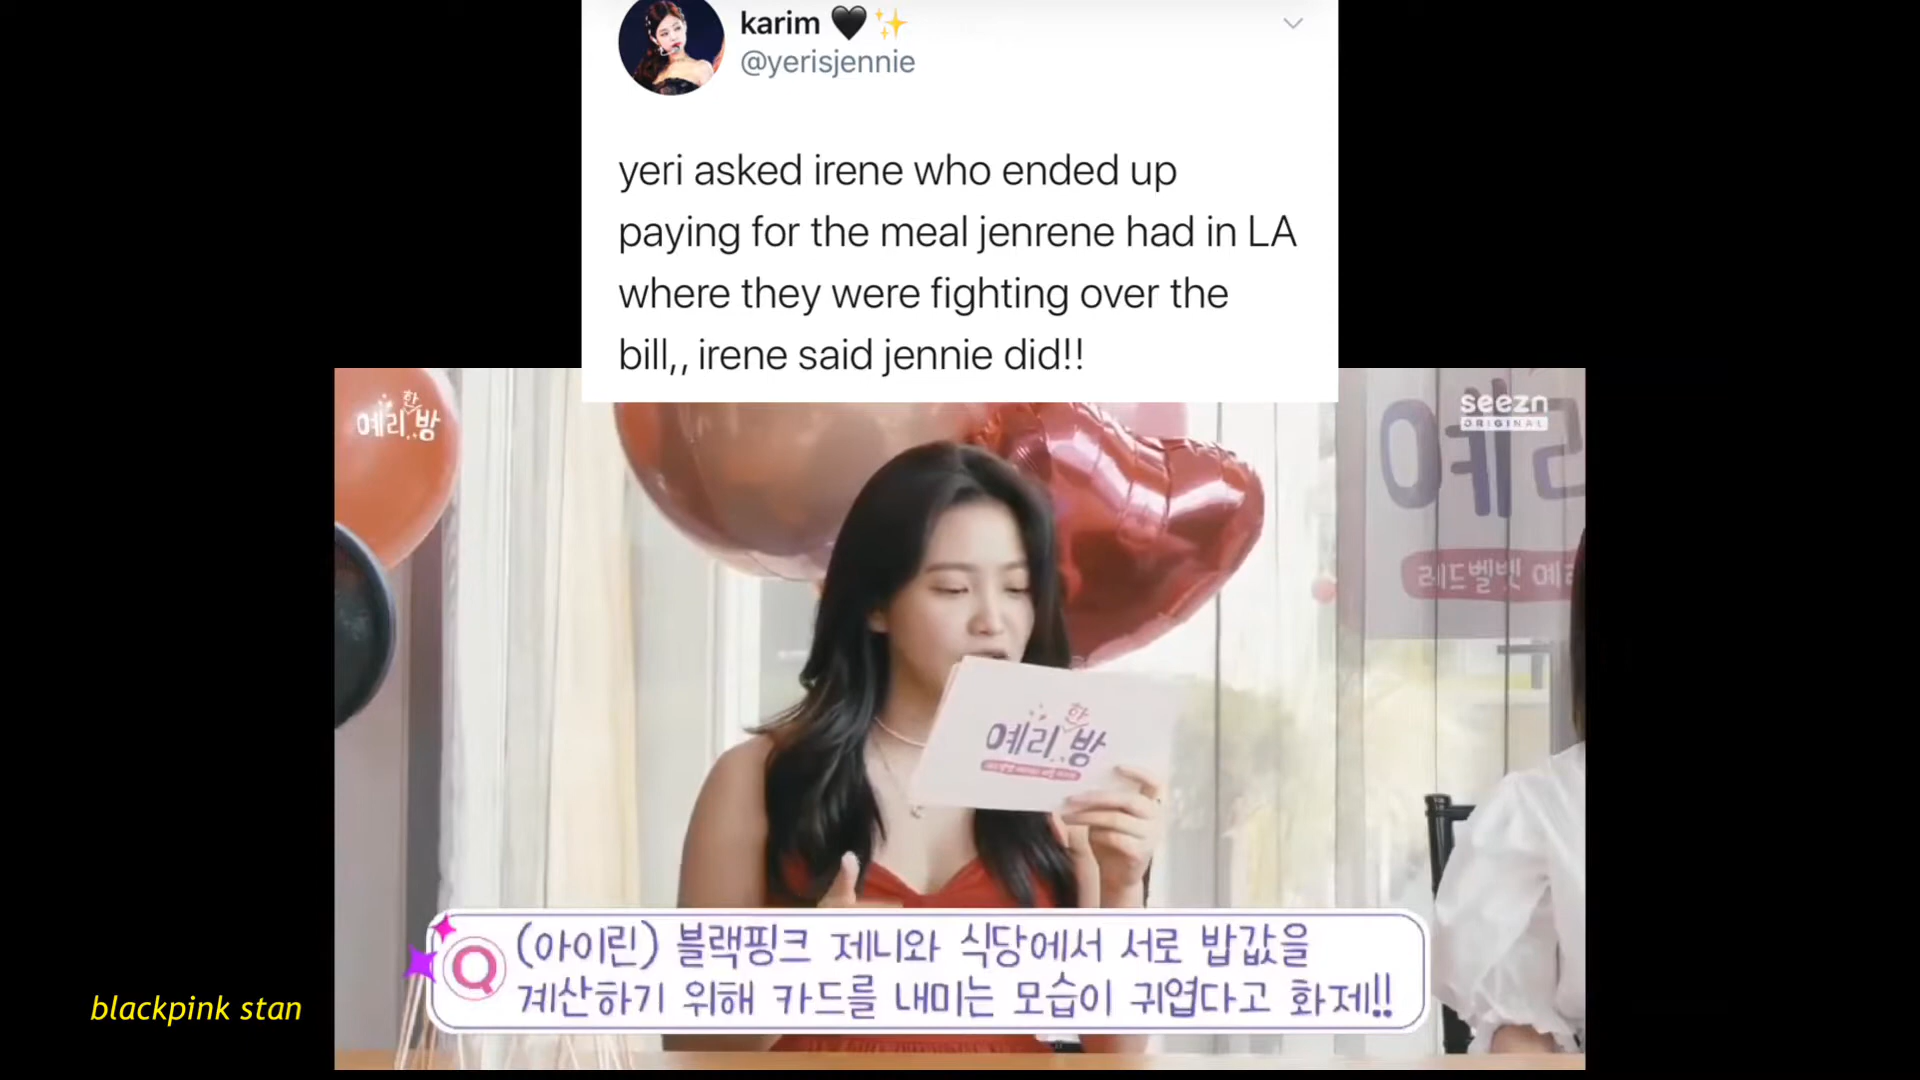 karim 🖤✨
@yerisjennie
yeri asked irene who ended up
paying for the meal jenrene had in LA
where they were fighting over the
bill,, irene said jennie did!!
예리한방
seezn
ORIGINAL
예리
레드벨벳 예리
예리한방
Q (아이린) 블랙핑크 제니와 식당에서 서로 밥값을
계산하기 위해 카드를 내미는 모습이 귀엽다고 화제!!
blackpink stan